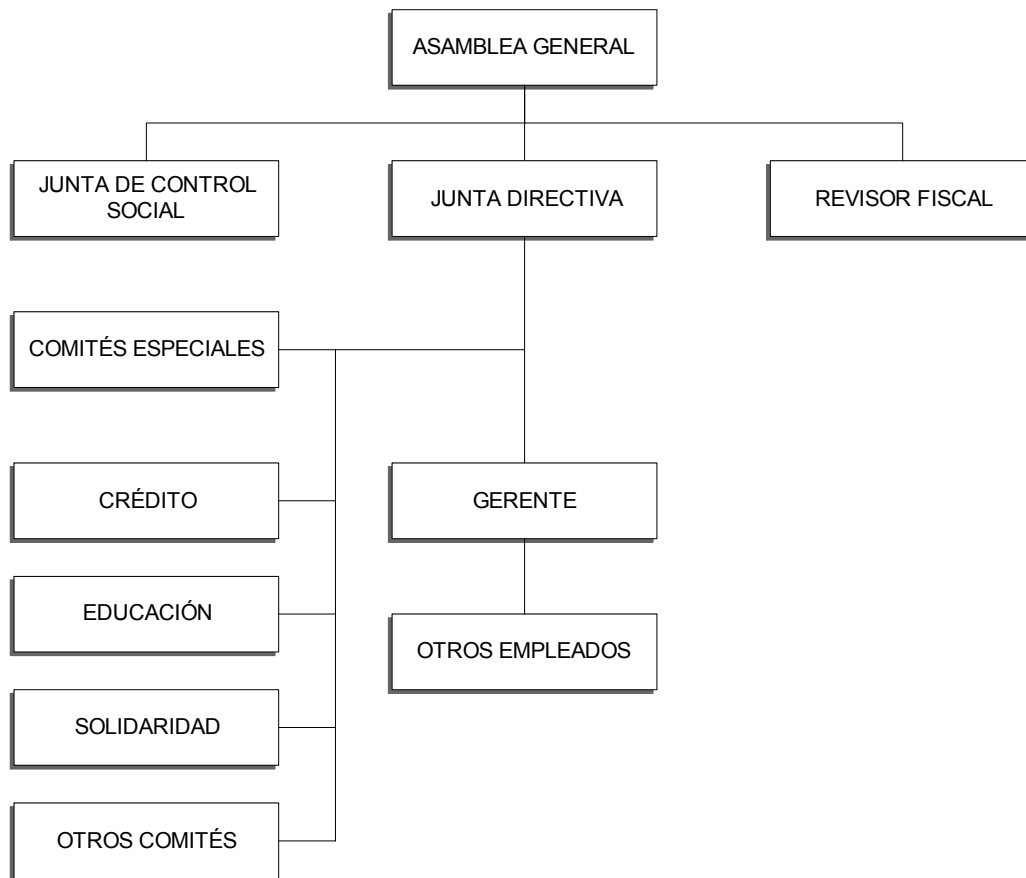 ASAMBLEA GENERAL
JUNTA DE CONTROL
SOCIAL
JUNTA DIRECTIVA
REVISOR FISCAL
COMITÉS ESPECIALES
CRÉDITO
GERENTE
EDUCACIÓN
OTROS EMPLEADOS
SOLIDARIDAD
OTROS COMITÉS